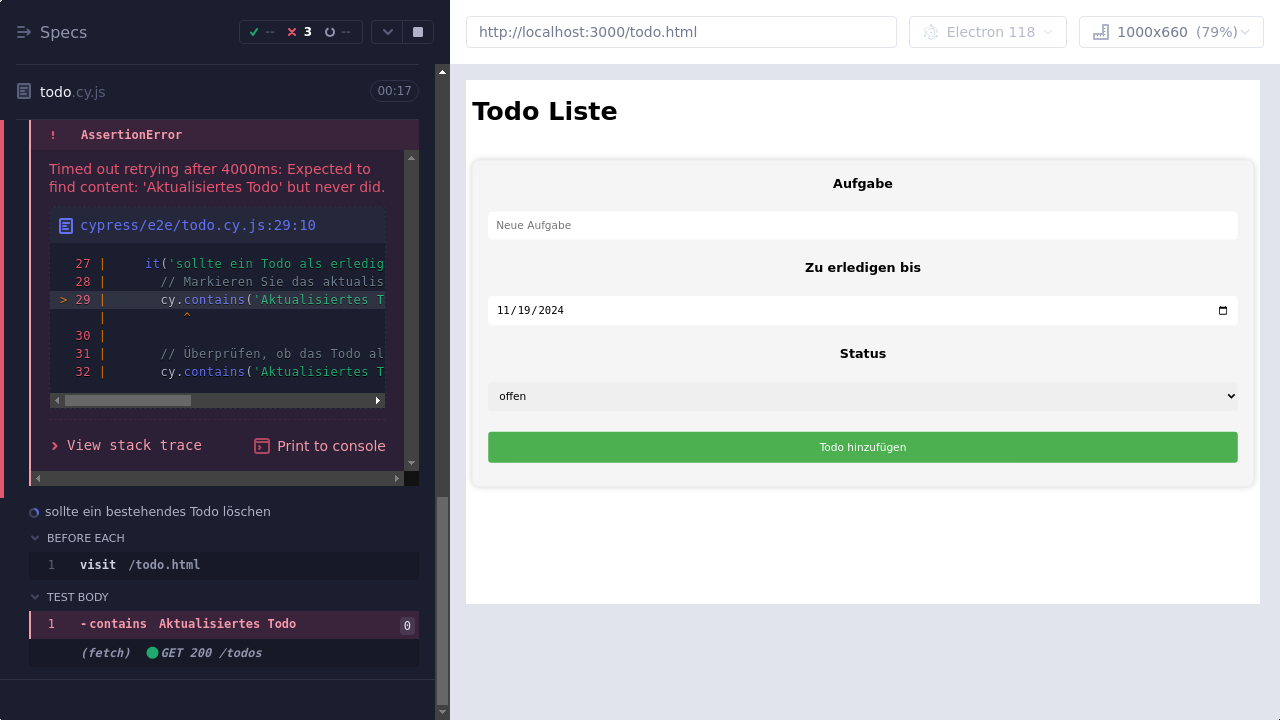 Specs
--
3
--
todo.cy.js
00:17
! AssertionError
Timed out retrying after 4000ms: Expected to
find content: 'Aktualisiertes Todo' but never did.
cypress/e2e/todo.cy.js:29:10
27 | it('sollte ein Todo als erledig
28 | // Markieren Sie das aktualis
> 29 | cy.contains('Aktualisiertes T
| ^
30 |
31 | // Überprüfen, ob das Todo al
32 | cy.contains('Aktualisiertes T
View stack trace
Print to console
sollte ein bestehendes Todo löschen
BEFORE EACH
1 visit /todo.html
TEST BODY
1 -contains Aktualisiertes Todo 0
(fetch) GET 200 /todos
http://localhost:3000/todo.html
Electron 118
1000x660 (79%)
Todo Liste
Aufgabe
Neue Aufgabe
Zu erledigen bis
11/19/2024
Status
offen
Todo hinzufügen